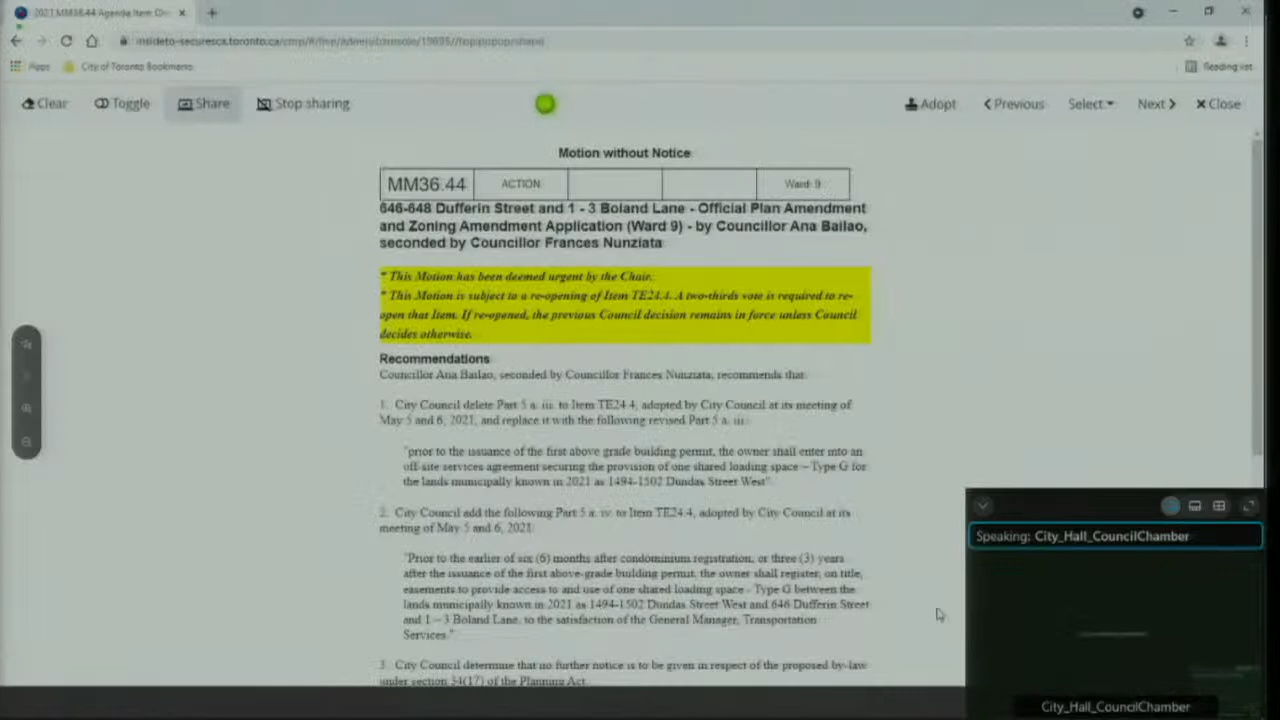 2021.MM36.44 Agenda Item
Apps
City of Toronto Bookmarks
Reading list
Clear
Toggle
Share
Stop sharing
Adopt
Previous
Select
Next
Close
Motion without Notice
MM36.44
ACTION
Ward: 9
646-648 Dufferin Street and 1 - 3 Boland Lane - Official Plan Amendment
and Zoning Amendment Application (Ward 9) - by Councillor Ana Bailao,
seconded by Councillor Frances Nunziata
* This Motion has been deemed urgent by the Chair.
* This Motion is subject to a re-opening of Item TE24.4. A two-thirds vote is required to re-
open that Item. If re-opened, the previous Council decision remains in force unless Council
decides otherwise.
Recommendations
Councillor Ana Bailao, seconded by Councillor Frances Nunziata, recommends that:
1. City Council delete Part 5 a. iii. to Item TE24.4, adopted by City Council at its meeting of
May 5 and 6, 2021, and replace it with the following revised Part 5 a. iii.:
"prior to the issuance of the first above grade building permit, the owner shall enter into an
off-site services agreement securing the provision of one shared loading space – Type G for
the lands municipally known in 2021 as 1494-1502 Dundas Street West".
2. City Council add the following Part 5 a. iv. to Item TE24.4, adopted by City Council at its
meeting of May 5 and 6, 2021:
"Prior to the earlier of six (6) months after condominium registration, or three (3) years
after the issuance of the first above-grade building permit, the owner shall register, on title,
easements to provide access to and use of one shared loading space - Type G between the
lands municipally known in 2021 as 1494-1502 Dundas Street West and 646 Dufferin Street
and 1 – 3 Boland Lane, to the satisfaction of the General Manager, Transportation
Services."
3. City Council determine that no further notice is to be given in respect of the proposed by-law
under section 34(17) of the Planning Act.
Speaking: City_Hall_CouncilChamber
City_Hall_CouncilChamber